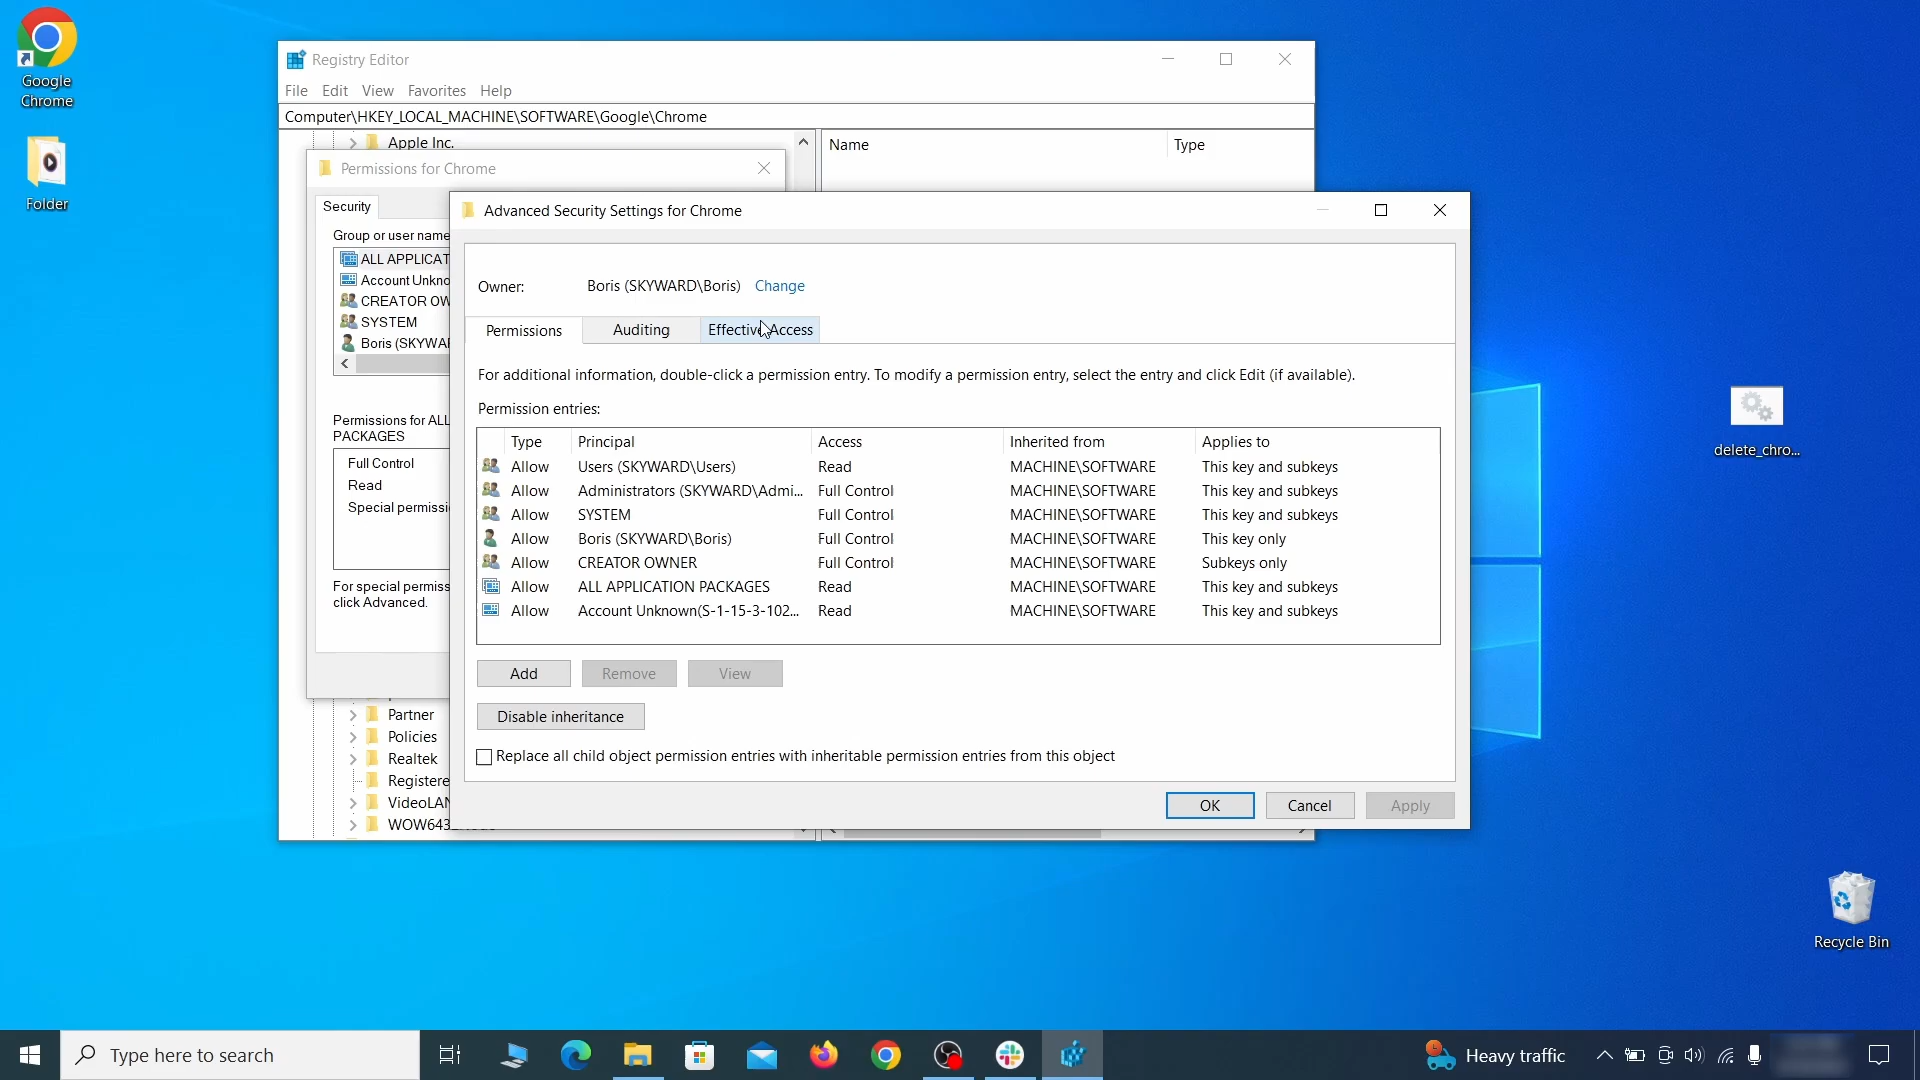 Google
Chrome
Folder
Registry Editor
File Edit View Favorites Help
Computer\HKEY_LOCAL_MACHINE\SOFTWARE\Google\Chrome
Apple Inc.
Name Type
Permissions for Chrome
Security
Group or user name
ALL APPLICAT
Account Unkno
CREATOR OW
SYSTEM
Boris (SKYWAR
Permissions for ALL
PACKAGES
Full Control
Read
Special permissi
For special permiss
click Advanced.
Partner
Policies
Realtek
Registere
VideoLAN
Advanced Security Settings for Chrome
Owner: Boris (SKYWARD\Boris) Change
Permissions Auditing Effective Access
For additional information, double-click a permission entry. To modify a permission entry, select the entry and click Edit (if available).
Permission entries:
Type Principal Access Inherited from Applies to
Allow Users (SKYWARD\Users) Read MACHINE\SOFTWARE This key and subkeys
Allow Administrators (SKYWARD\Admi... Full Control MACHINE\SOFTWARE This key and subkeys
Allow SYSTEM Full Control MACHINE\SOFTWARE This key and subkeys
Allow Boris (SKYWARD\Boris) Full Control MACHINE\SOFTWARE This key only
Allow CREATOR OWNER Full Control MACHINE\SOFTWARE Subkeys only
Allow ALL APPLICATION PACKAGES Read MACHINE\SOFTWARE This key and subkeys
Allow Account Unknown(S-1-15-3-102... Read MACHINE\SOFTWARE This key and subkeys
Add Remove View
Disable inheritance
Replace all child object permission entries with inheritable permission entries from this object
OK Cancel Apply
delete_chro...
Recycle Bin
Type here to search
Heavy traffic